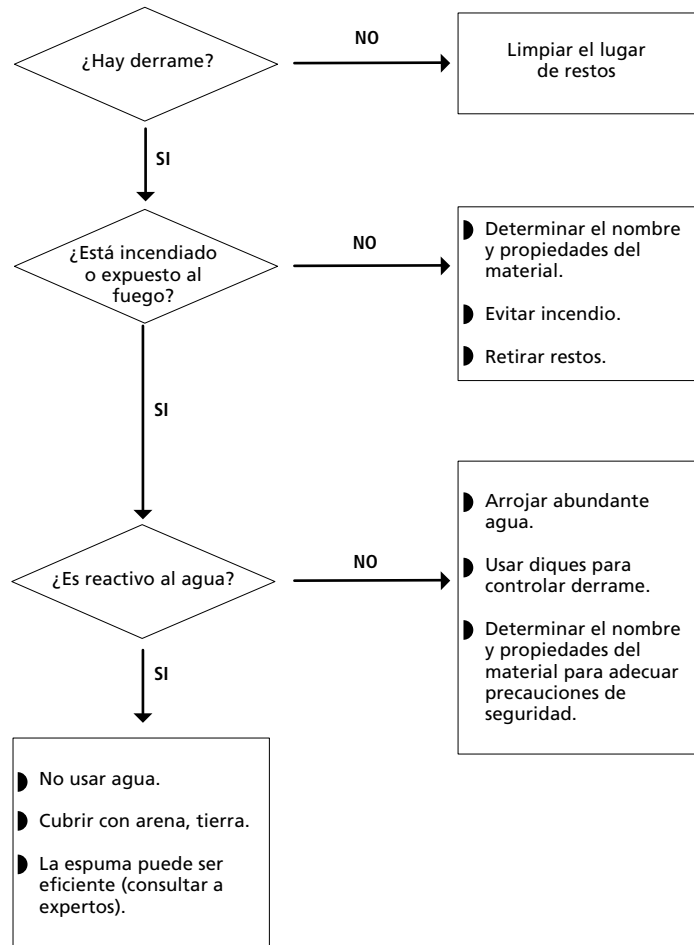 ¿Hay derrame?
NO
Limpiar el lugar
de restos
SI
¿Está incendiado
o expuesto al
fuego?
NO
Determinar el nombre
y propiedades del
material.
Evitar incendio.
Retirar restos.
SI
¿Es reactivo al agua?
NO
Arrojar abundante
agua.
Usar diques para
controlar derrame.
Determinar el nombre
y propiedades del
material para adecuar
precauciones de
seguridad.
SI
No usar agua.
Cubrir con arena, tierra.
La espuma puede ser
eficiente (consultar a
expertos).